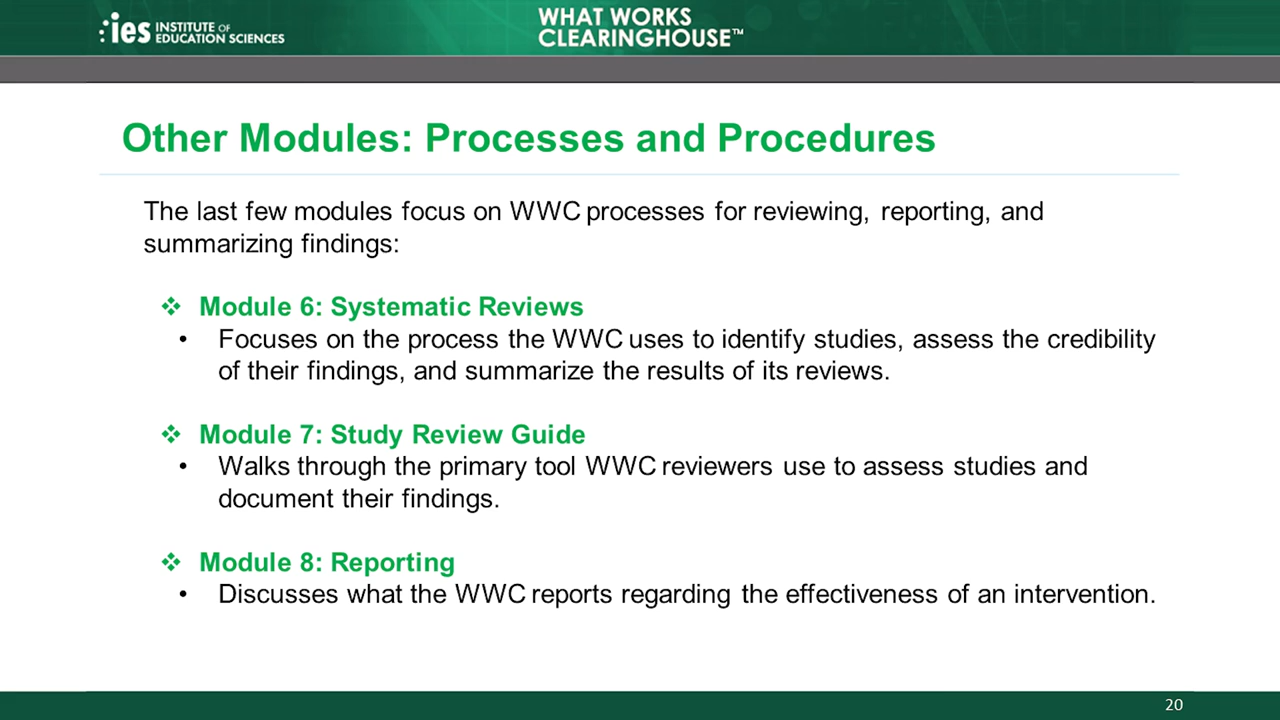 ies INSTITUTE OF
EDUCATION SCIENCES
WHAT WORKS
CLEARINGHOUSE™
Other Modules: Processes and Procedures
The last few modules focus on WWC processes for reviewing, reporting, and
summarizing findings:
❖ Module 6: Systematic Reviews
• Focuses on the process the WWC uses to identify studies, assess the credibility
of their findings, and summarize the results of its reviews.
❖ Module 7: Study Review Guide
• Walks through the primary tool WWC reviewers use to assess studies and
document their findings.
❖ Module 8: Reporting
• Discusses what the WWC reports regarding the effectiveness of an intervention.
20